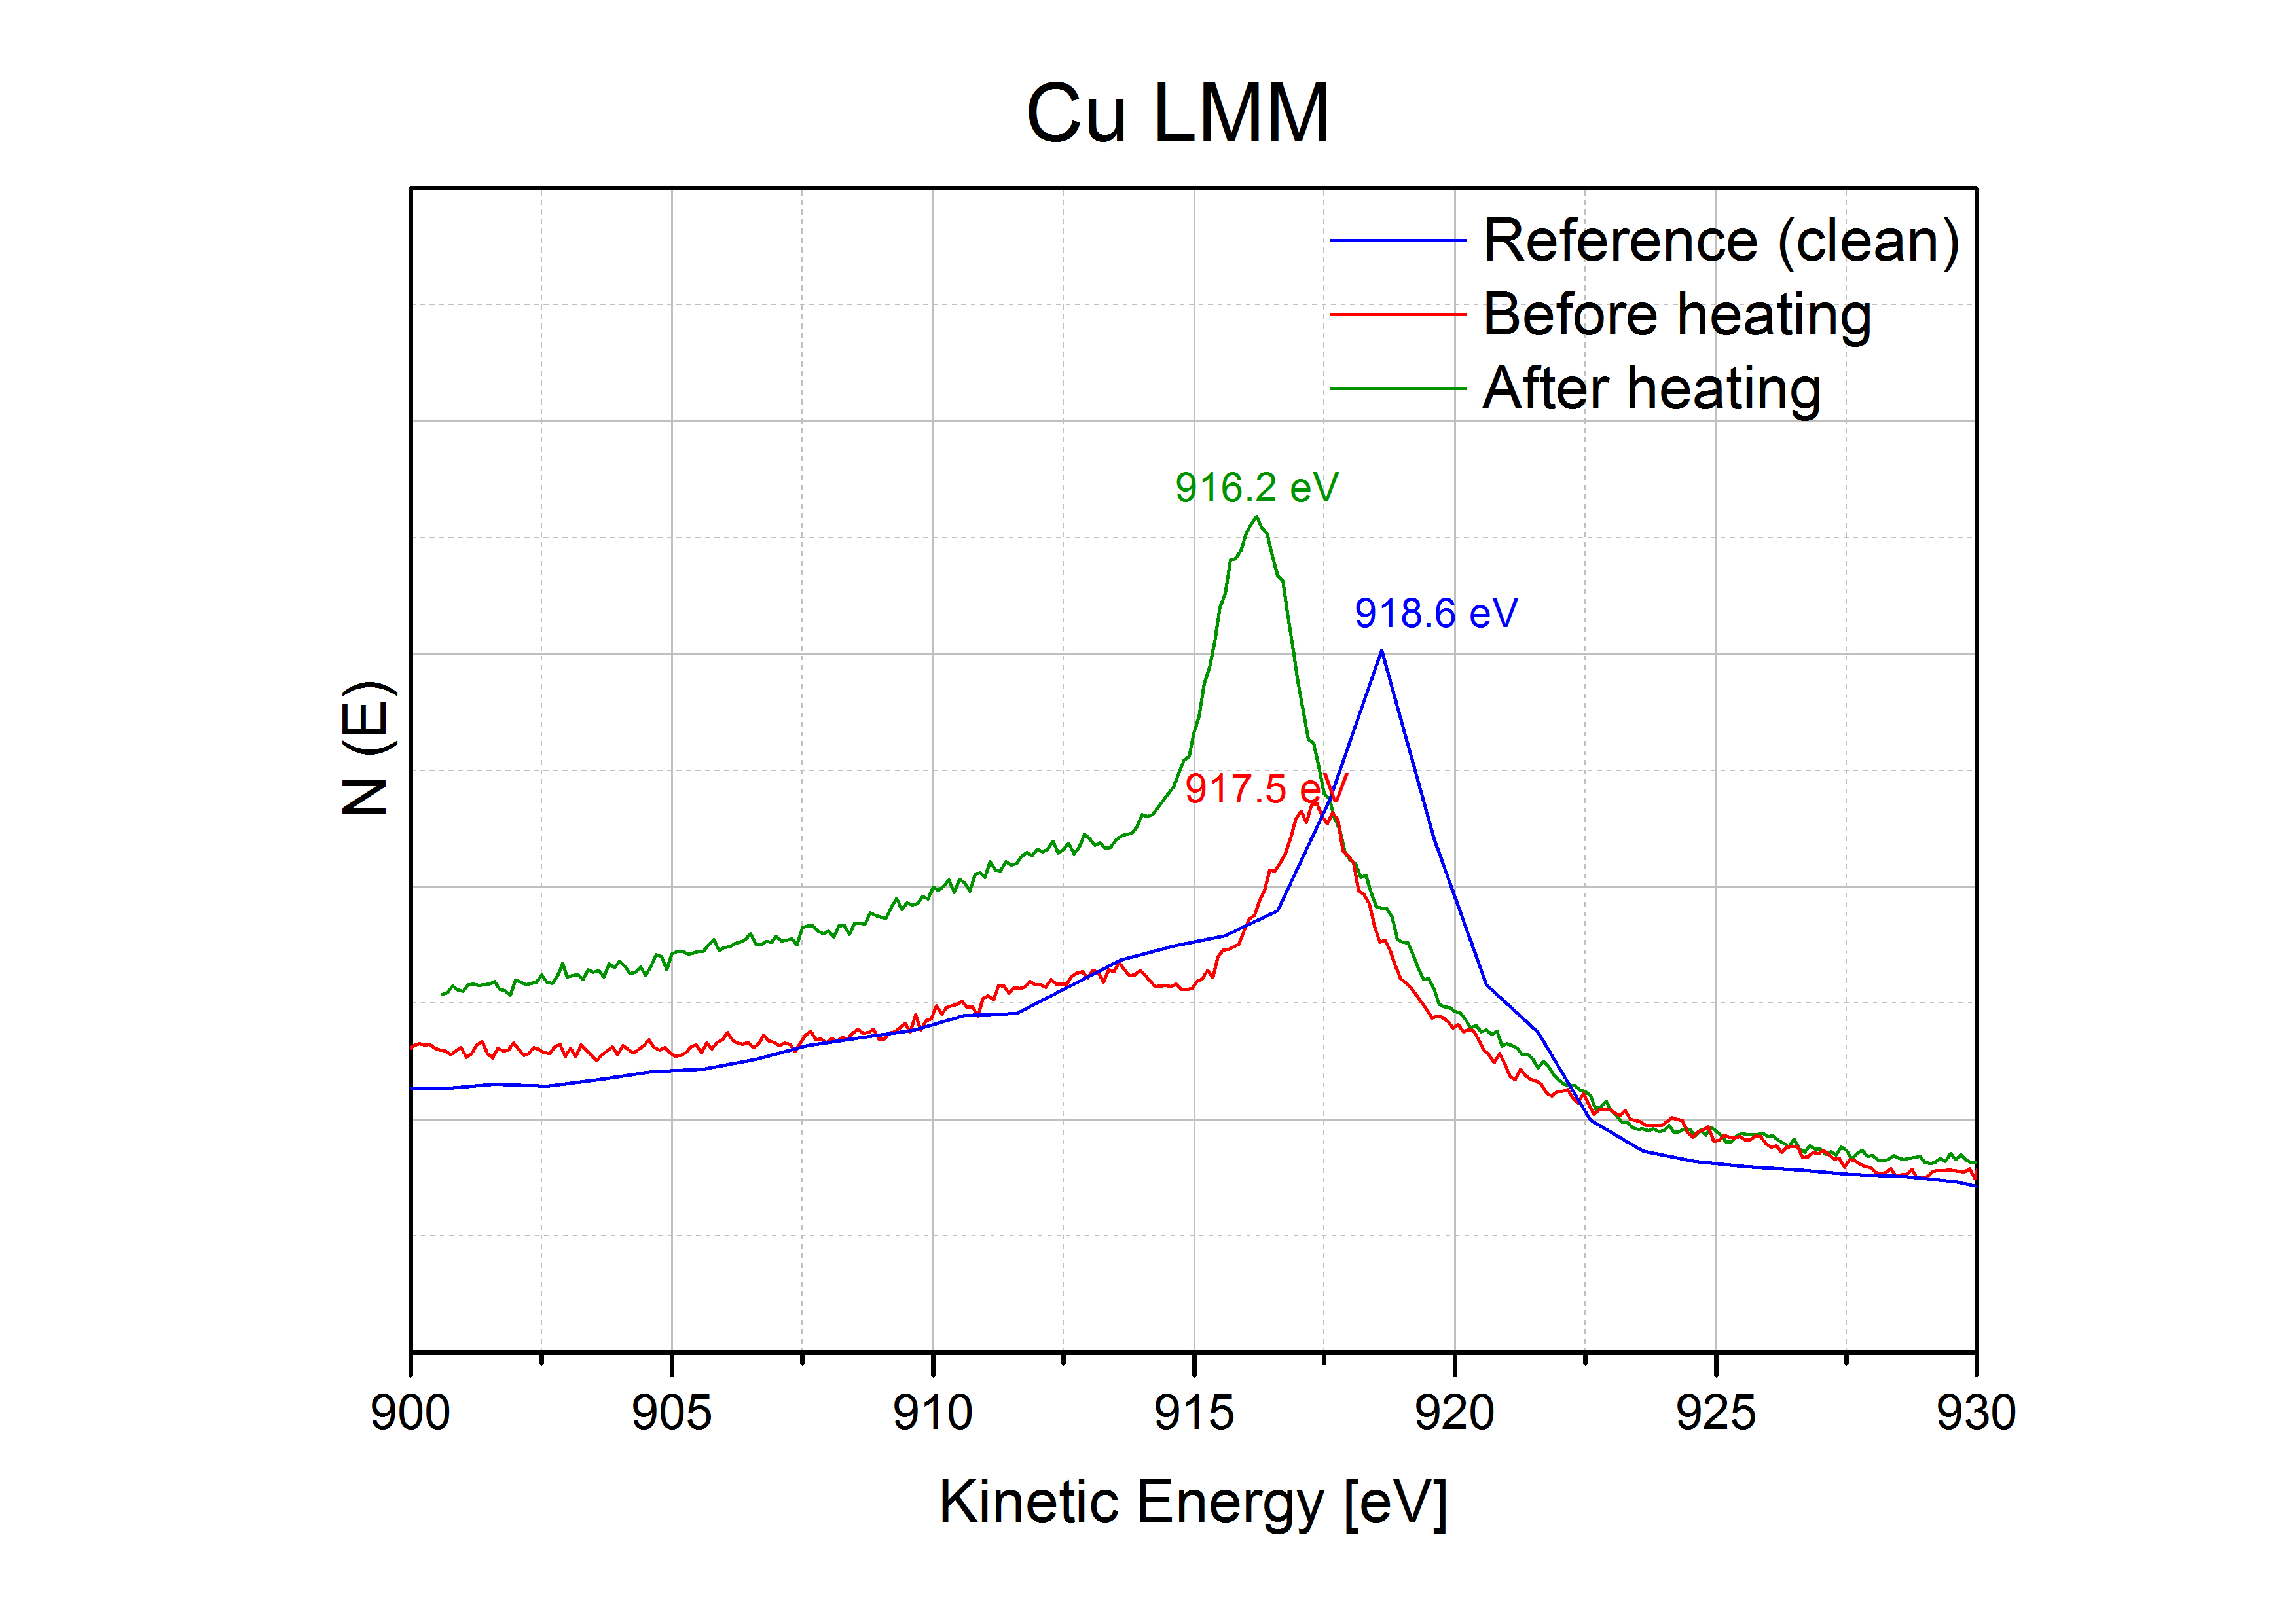 Cu LMM
Reference (clean)
Before heating
After heating
916.2 eV
918.6 eV
917.5 eV
N (E)
900 905 910 915 920 925 930
Kinetic Energy [eV]